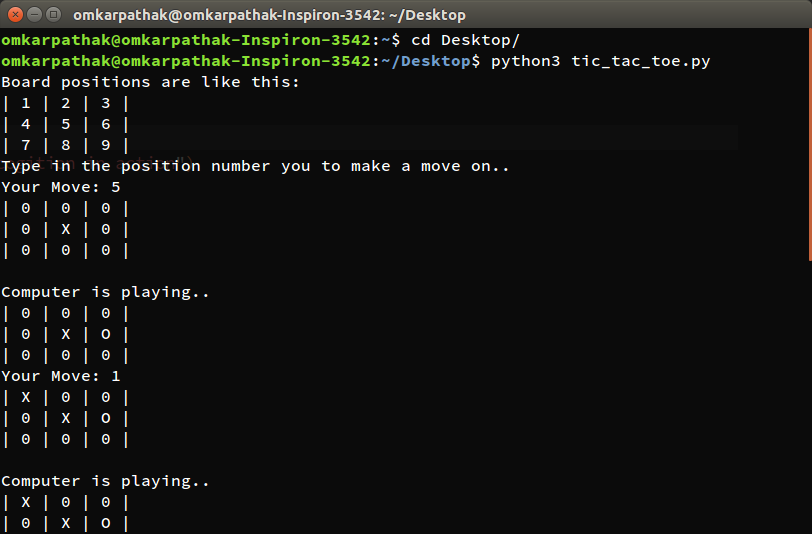 omkarpathak@omkarpathak-Inspiron-3542: ~/Desktop
omkarpathak@omkarpathak-Inspiron-3542:~$ cd Desktop/
omkarpathak@omkarpathak-Inspiron-3542:~/Desktop$ python3 tic_tac_toe.py
Board positions are like this:
| 1 | 2 | 3 |
| 4 | 5 | 6 |
| 7 | 8 | 9 |
Type in the position number you to make a move on..
Your Move: 5
| 0 | 0 | 0 |
| 0 | X | 0 |
| 0 | 0 | 0 |

Computer is playing..
| 0 | 0 | 0 |
| 0 | X | O |
| 0 | 0 | 0 |
Your Move: 1
| X | 0 | 0 |
| 0 | X | O |
| 0 | 0 | 0 |

Computer is playing..
| X | 0 | 0 |
| 0 | X | O |